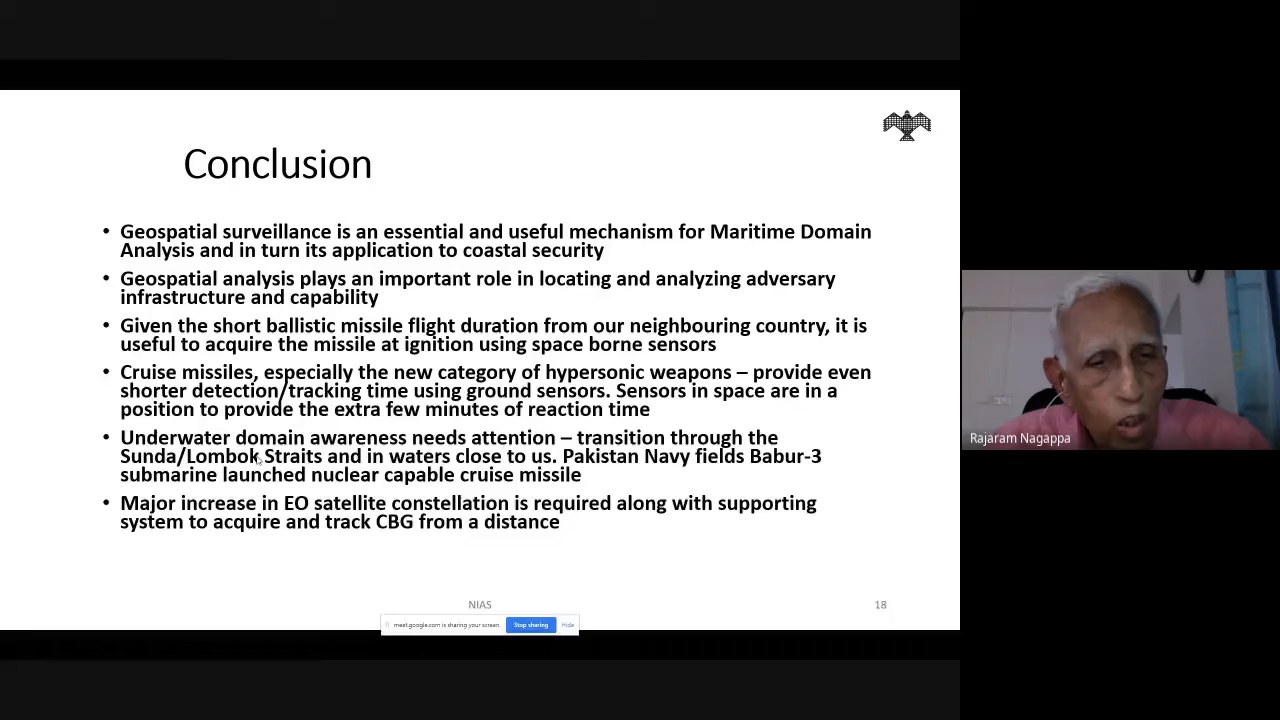 Conclusion
• Geospatial surveillance is an essential and useful mechanism for Maritime Domain
Analysis and in turn its application to coastal security
• Geospatial analysis plays an important role in locating and analyzing adversary
infrastructure and capability
• Given the short ballistic missile flight duration from our neighbouring country, it is
useful to acquire the missile at ignition using space borne sensors
• Cruise missiles, especially the new category of hypersonic weapons – provide even
shorter detection/tracking time using ground sensors. Sensors in space are in a
position to provide the extra few minutes of reaction time
• Underwater domain awareness needs attention – transition through the
Sunda/Lombok Straits and in waters close to us. Pakistan Navy fields Babur-3
submarine launched nuclear capable cruise missile
• Major increase in EO satellite constellation is required along with supporting
system to acquire and track CBG from a distance
NIAS
18
meet.google.com is sharing your screen.
Stop sharing
Hide
Rajaram Nagappa